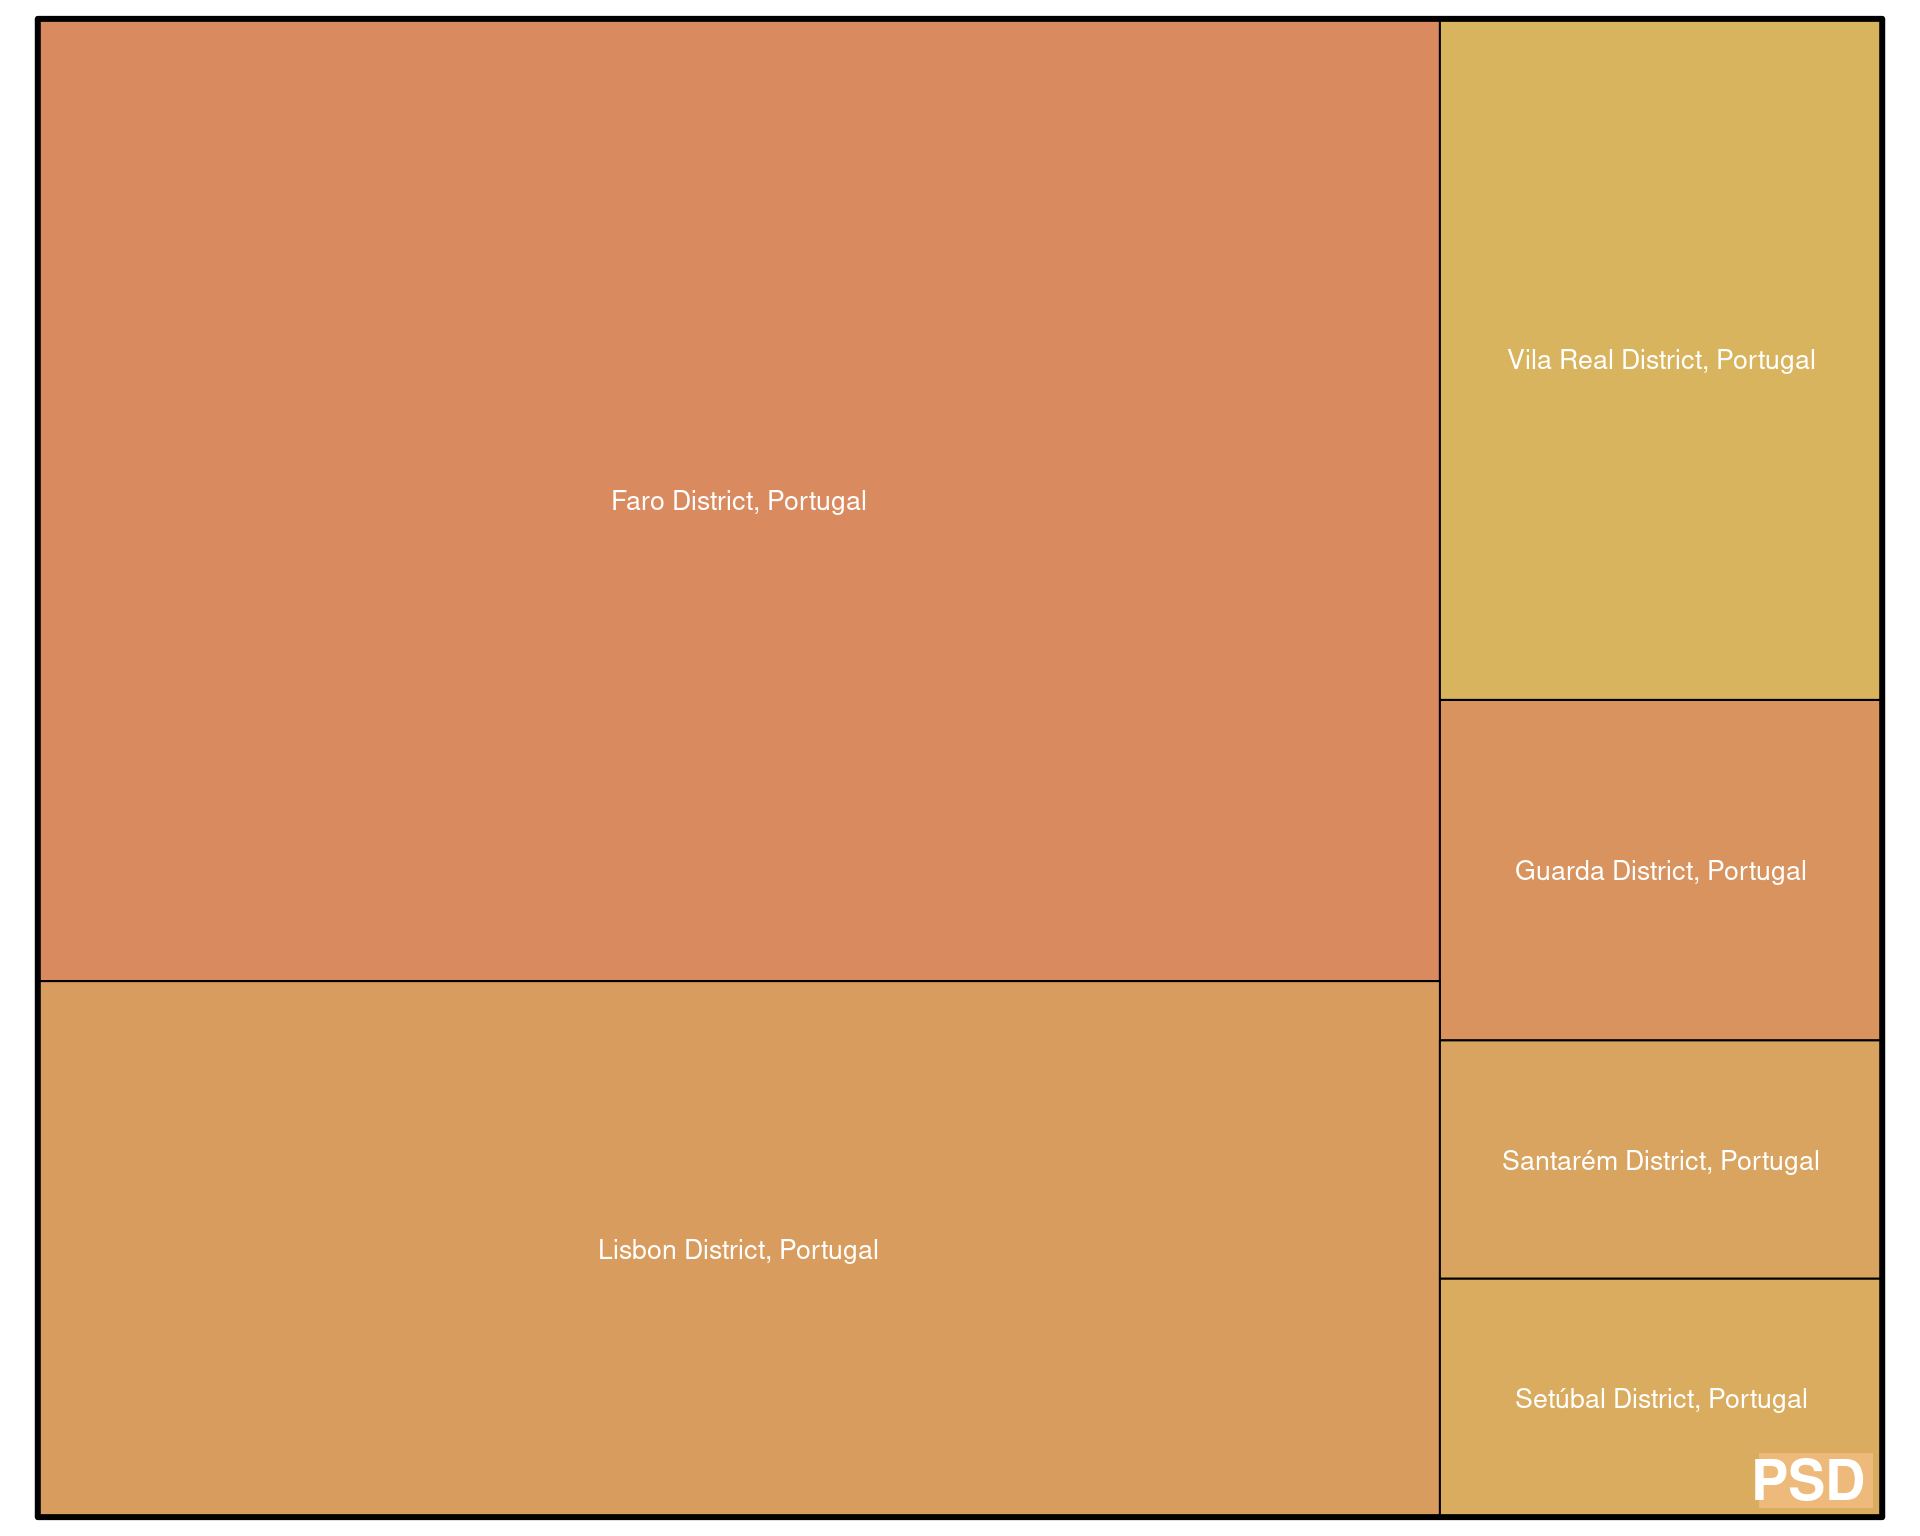 Faro District, Portugal
Lisbon District, Portugal
Vila Real District, Portugal
Guarda District, Portugal
Santarém District, Portugal
Setúbal District, Portugal
PSD